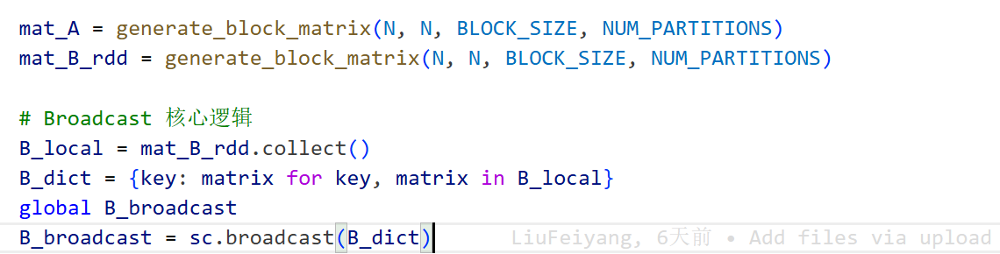 mat_A = generate_block_matrix(N, N, BLOCK_SIZE, NUM_PARTITIONS)
mat_B_rdd = generate_block_matrix(N, N, BLOCK_SIZE, NUM_PARTITIONS)
# Broadcast 核心逻辑
B_local = mat_B_rdd.collect()
B_dict = {key: matrix for key, matrix in B_local}
global B_broadcast
B_broadcast = sc.broadcast(B_dict) LiuFeiyang, 6天前 • Add files via upload